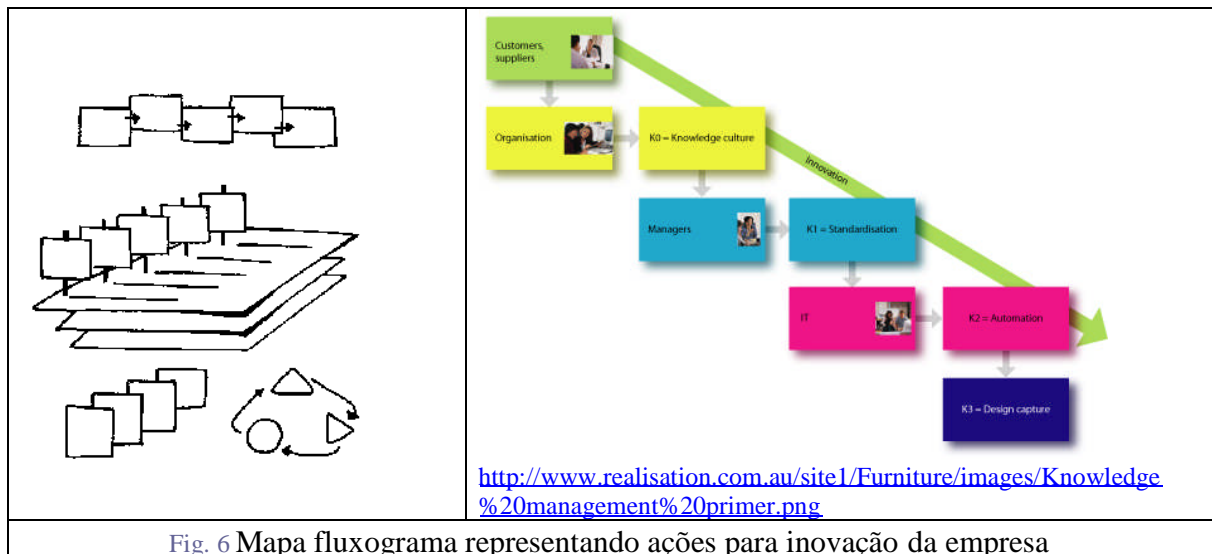 Customers,
suppliers
Organisation
K0 = Knowledge culture
Innovation
Managers
K1 = Standardisation
IT
K2 = Automation
K3 = Design capture
http://www.realisation.com.au/site1/Furniture/images/Knowledge
%20management%20primer.png
Fig. 6 Mapa fluxograma representando ações para inovação da empresa